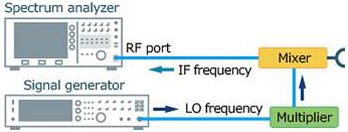 Spectrum analyzer
RF port
Mixer
IF frequency
Signal generator
LO frequency
Multiplier